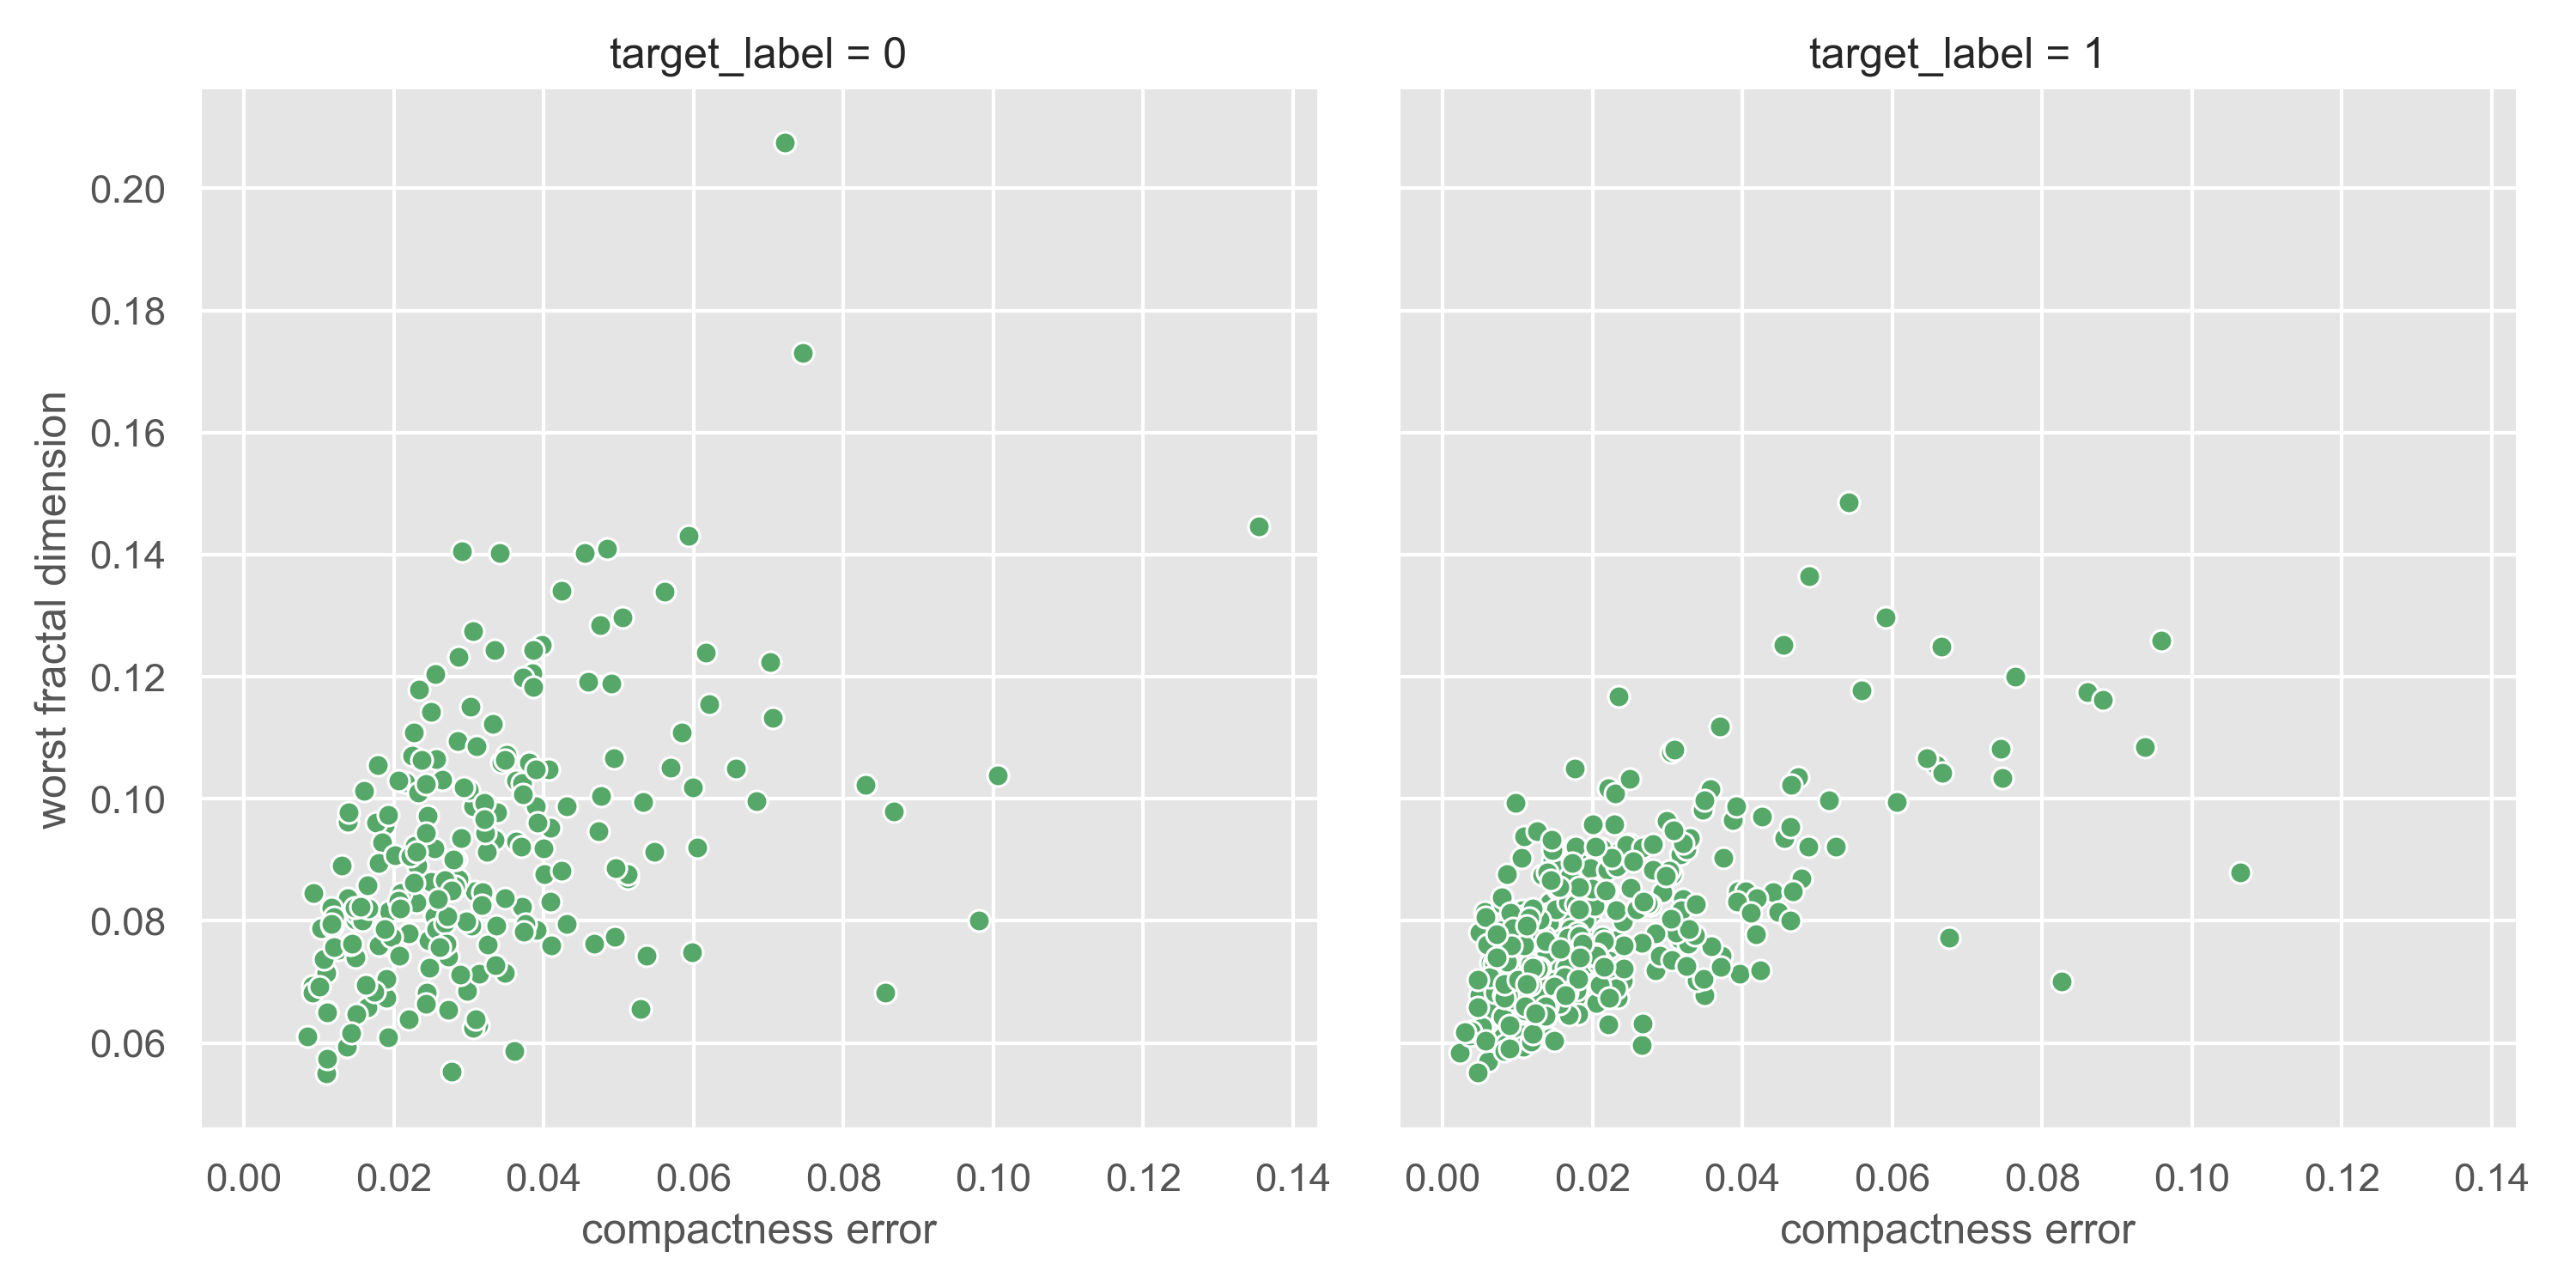 target_label = 0
target_label = 1
worst fractal dimension
0.20
0.18
0.16
0.14
0.12
0.10
0.08
0.06
0.00 0.02 0.04 0.06 0.08 0.10 0.12 0.14
0.00 0.02 0.04 0.06 0.08 0.10 0.12 0.14
compactness error
compactness error